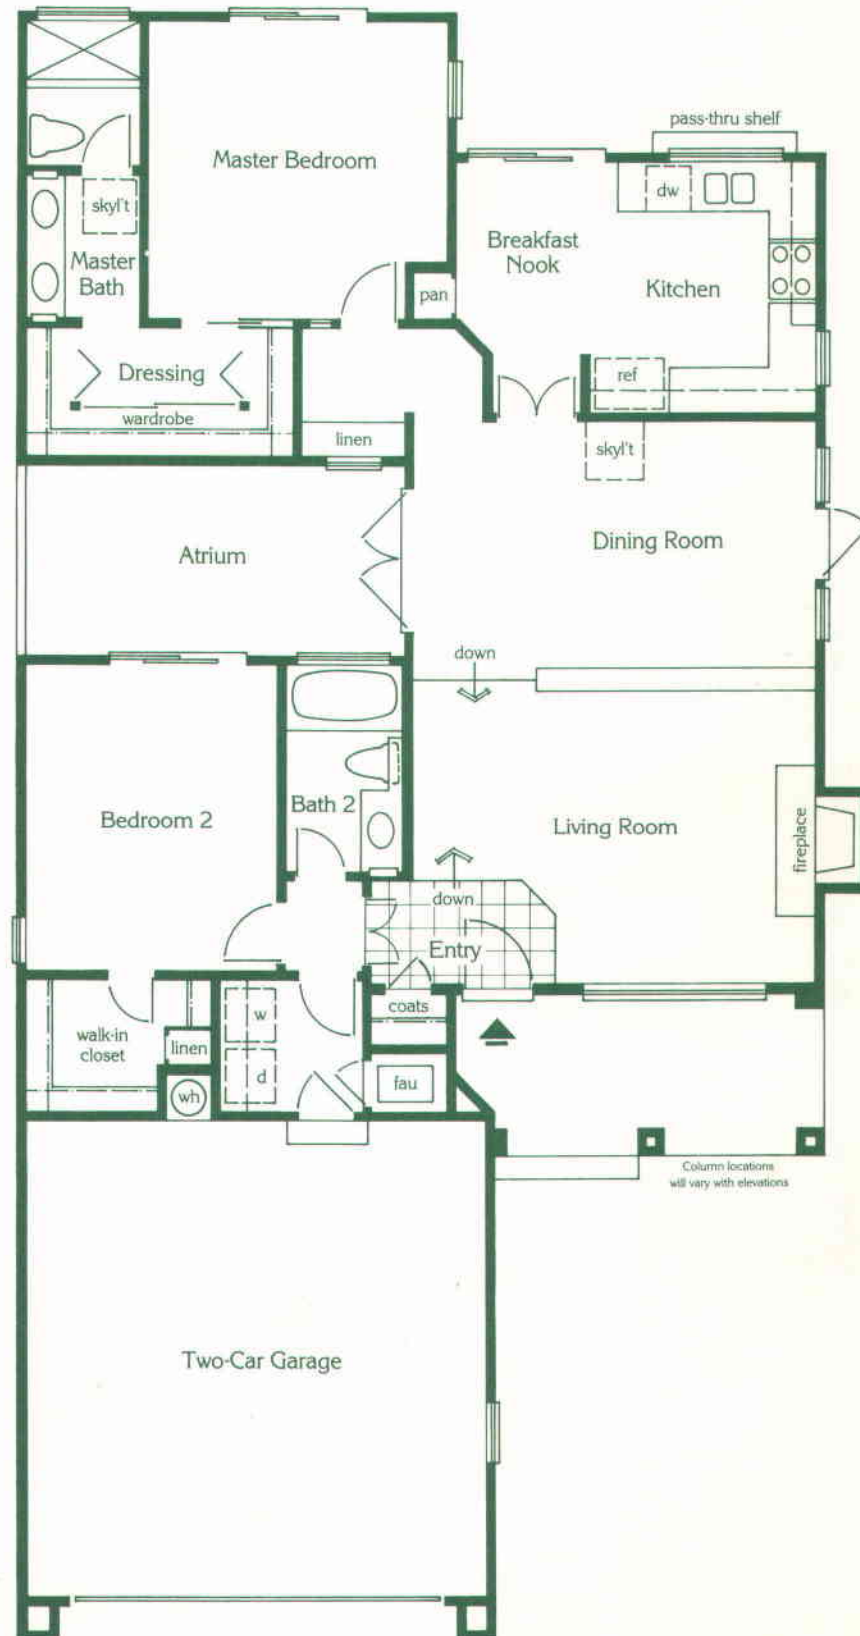 pass-thru shelf
Master Bedroom
dw
skyl't
Breakfast
Nook
Master
Bath
Kitchen
pan
Dressing
ref
wardrobe
linen
skyl't
Atrium
Dining Room
down
Bedroom 2
Bath 2
Living Room
fireplace
down
Entry
coats
w
walk-in
closet
linen
d
fau
wh
Column locations
will vary with elevations
Two-Car Garage